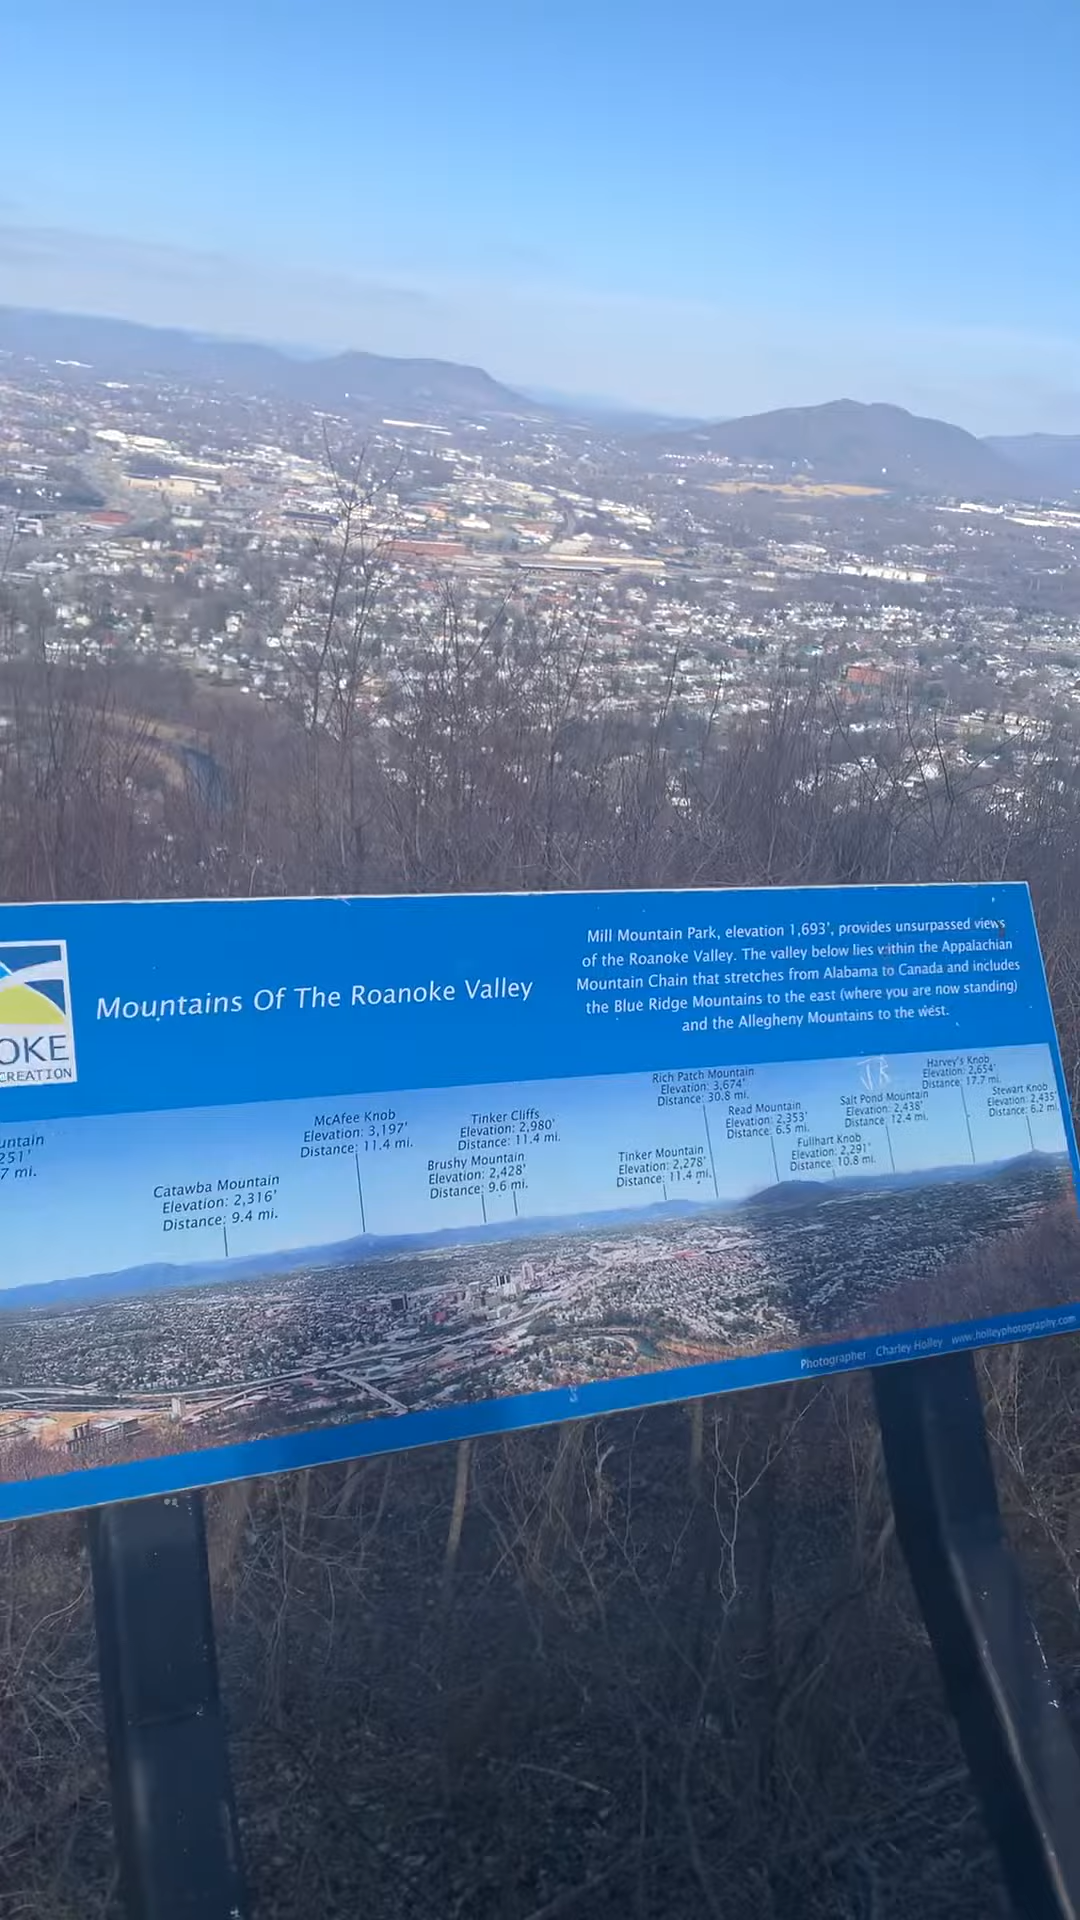 OKE
CREATION
Mountains Of The Roanoke Valley
Mill Mountain Park, elevation 1,693', provides unsurpassed views
of the Roanoke Valley. The valley below lies within the Appalachian
Mountain Chain that stretches from Alabama to Canada and includes
the Blue Ridge Mountains to the east (where you are now standing)
and the Allegheny Mountains to the west.
untain
251'
7 mi.
Catawba Mountain
Elevation: 2,316'
Distance: 9.4 mi.
McAfee Knob
Elevation: 3,197'
Distance: 11.4 mi.
Tinker Cliffs
Elevation: 2,980'
Distance: 11.4 mi.
Brushy Mountain
Elevation: 2,428'
Distance: 9.6 mi.
Tinker Mountain
Elevation: 2,278'
Distance: 11.4 mi.
Rich Patch Mountain
Elevation: 3,674'
Distance: 30.8 mi.
Read Mountain
Elevation: 2,353'
Distance: 6.5 mi.
Fullhart Knob
Elevation: 2,291'
Distance: 10.8 mi.
JR
Salt Pond Mountain
Elevation: 2,438'
Distance: 12.4 mi.
Harvey's Knob
Elevation: 2,654'
Distance: 17.7 mi.
Stewart Knob
Elevation: 2,435'
Distance: 6.2 mi.
Photographer Charley Holley www.holleyphotography.com